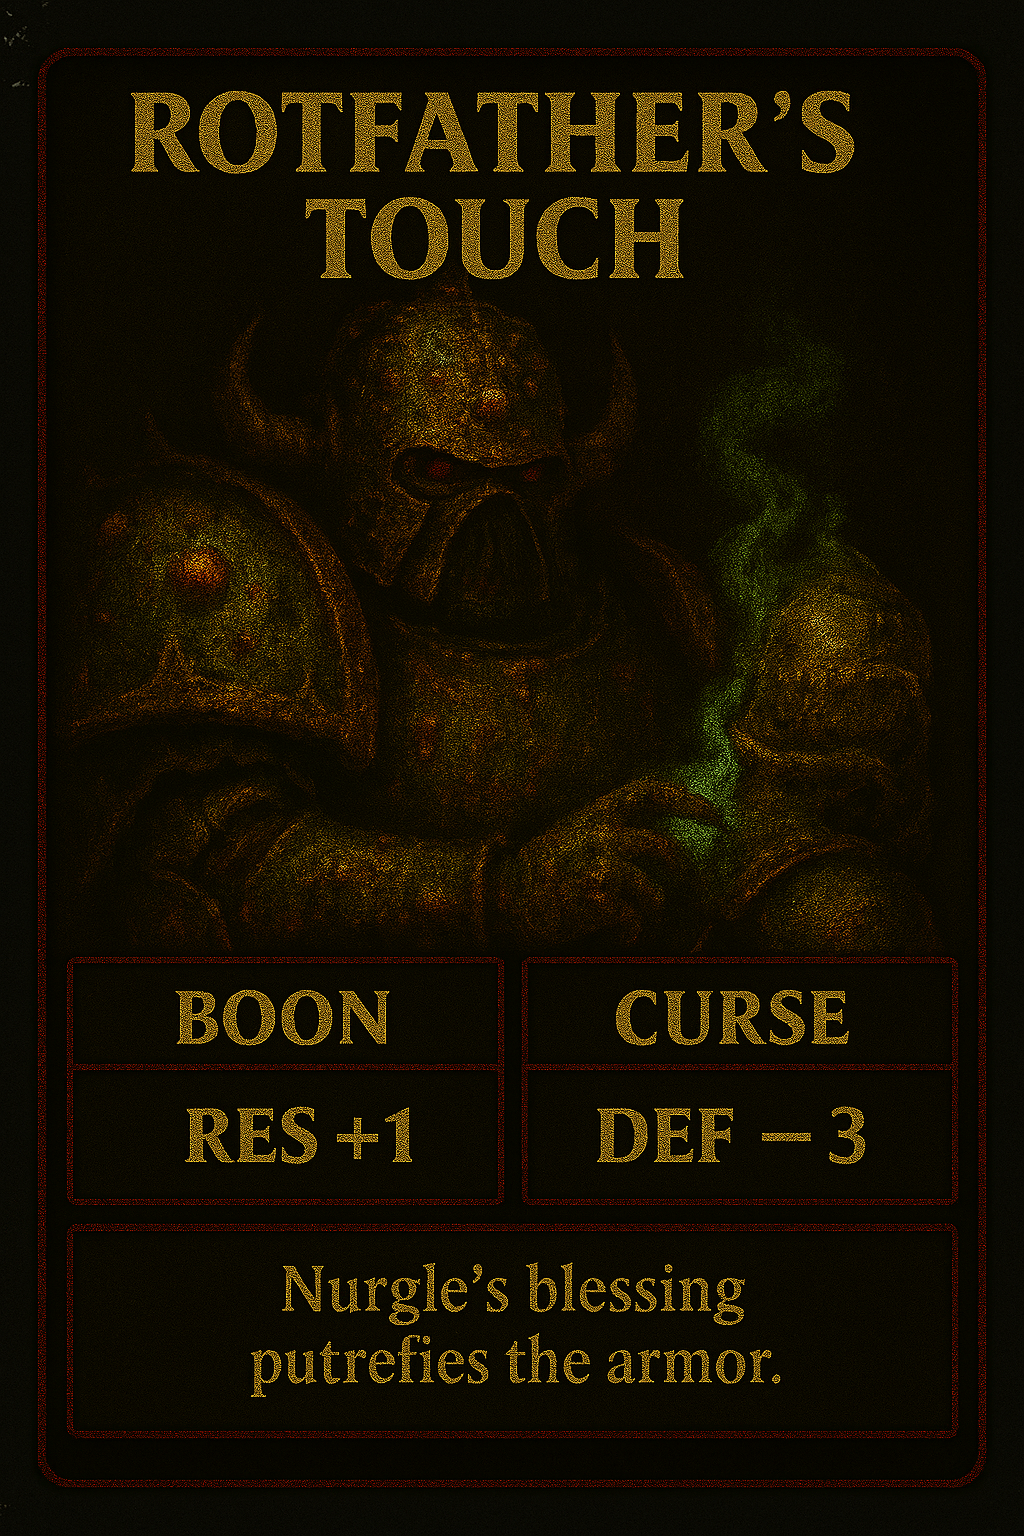 ROTFATHER’S
TOUCH
BOON
CURSE
RES +1
DEF – 3
Nurgle’s blessing
putrefies the armor.